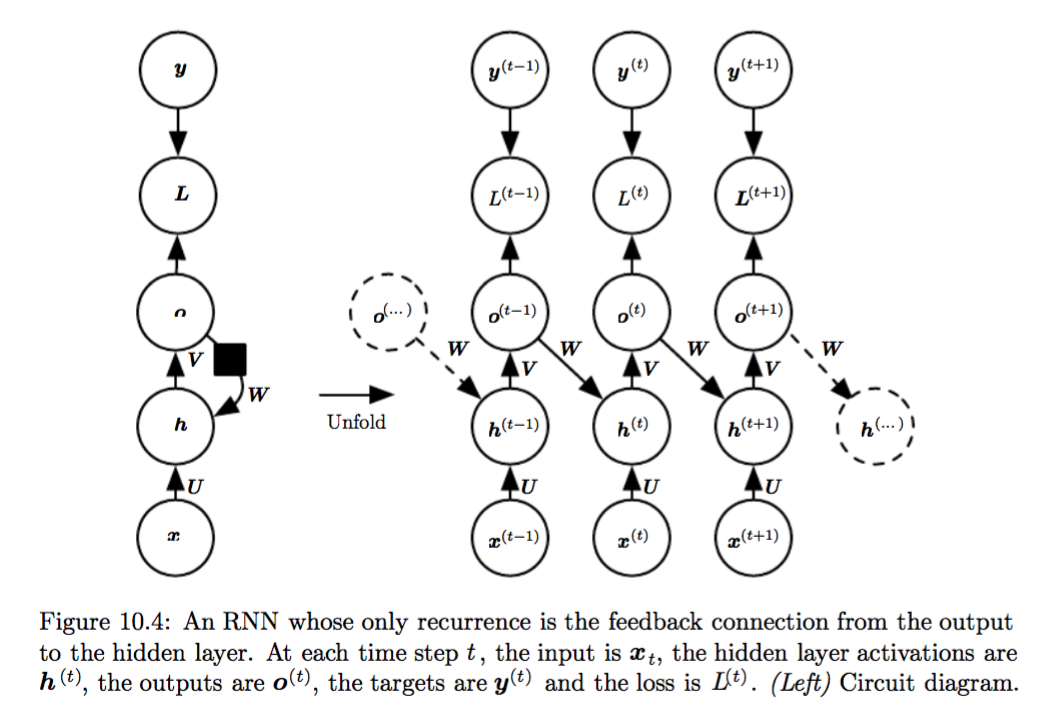 y y(t−1) y(t) y(t+1)
L L(t−1) L(t) L(t+1)
o o(...) o(t−1) o(t) o(t+1)
W W W W
V V V V
W
Unfold
h h(t−1) h(t) h(t+1) h(...)
U U U U
x x(t−1) x(t) x(t+1)
Figure 10.4: An RNN whose only recurrence is the feedback connection from the output
to the hidden layer. At each time step t, the input is xₜ, the hidden layer activations are
h(t), the outputs are o(t), the targets are y(t) and the loss is L(t). (Left) Circuit diagram.